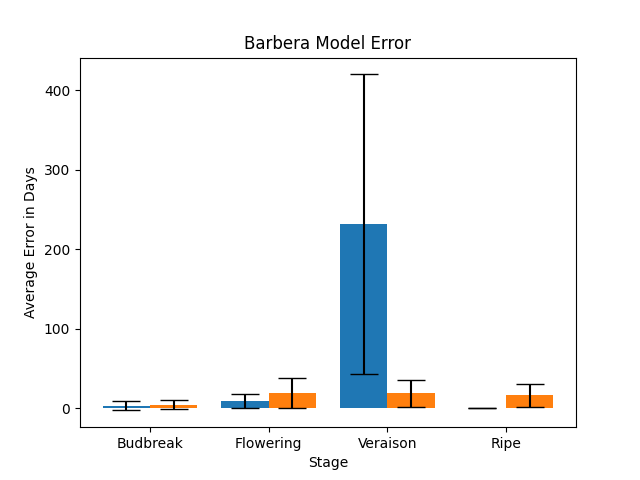 Barbera Model Error
Average Error in Days
400
300
200
100
0
Budbreak Flowering Veraison Ripe
Stage